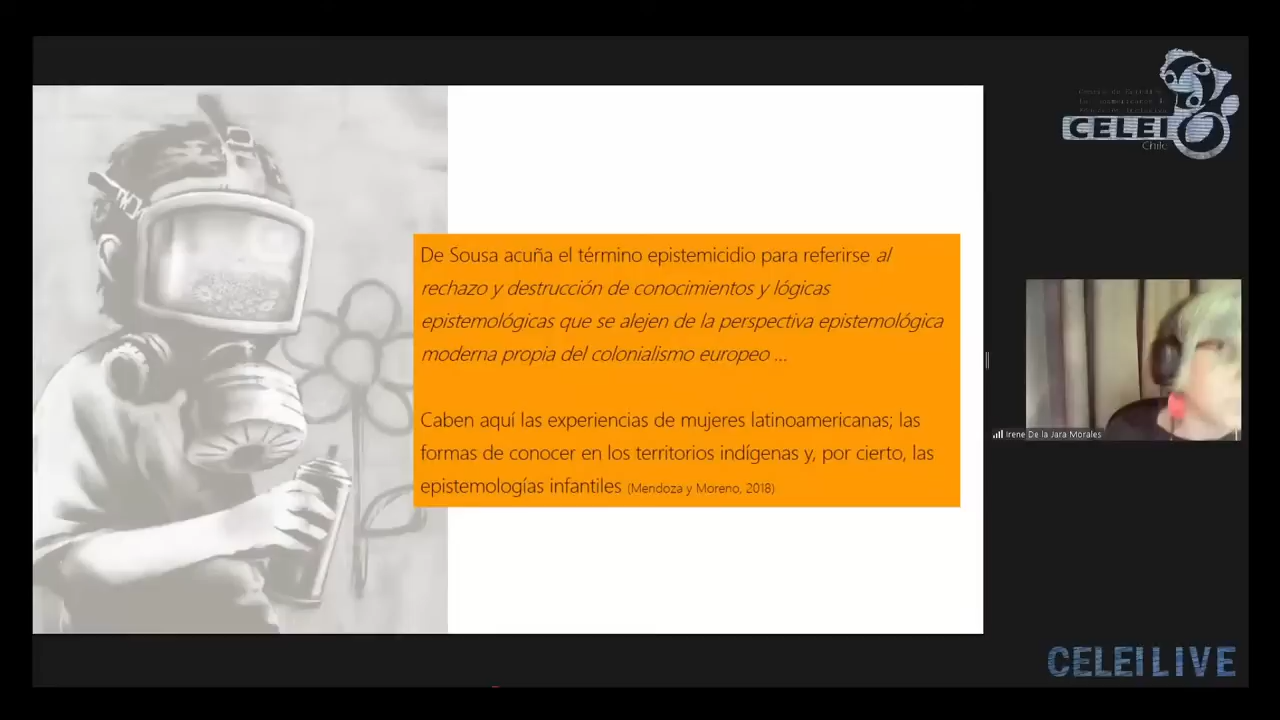 CELEI
Chile
De Sousa acuña el término epistemicidio para referirse al
rechazo y destrucción de conocimientos y lógicas
epistemológicas que se alejen de la perspectiva epistemológica
moderna propia del colonialismo europeo ...
Caben aquí las experiencias de mujeres latinoamericanas; las
formas de conocer en los territorios indígenas y, por cierto, las
epistemologías infantiles (Mendoza y Moreno, 2018)
Irene De la Jara Morales
CELEI LIVE